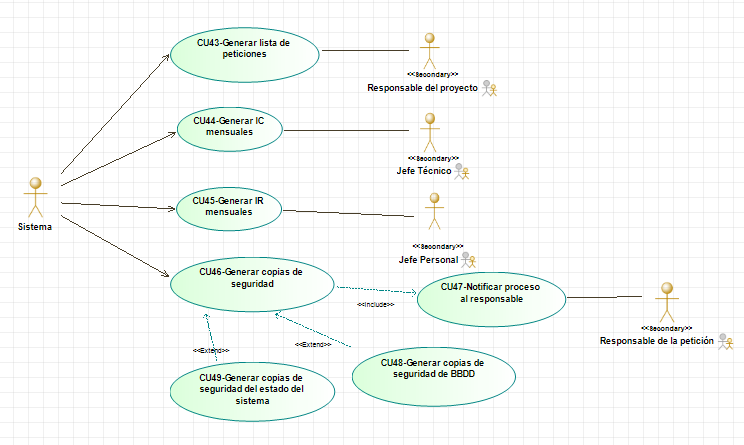 CU43-Generar lista de
peticiones
<<Secondary>>
Responsable del proyecto
CU44-Generar IC
mensuales
<<Secondary>>
Jefe Técnico
Sistema
CU45-Generar IR
mensuales
<<Secondary>>
Jefe Personal
CU46-Generar copias de
seguridad
<<Include>>
CU47-Notificar proceso
al responsable
<<Secondary>>
Responsable de la petición
<<Extend>>
<<Extend>>
CU49-Generar copias de
seguridad del estado del
sistema
CU48-Generar copias de
seguridad de BBDD